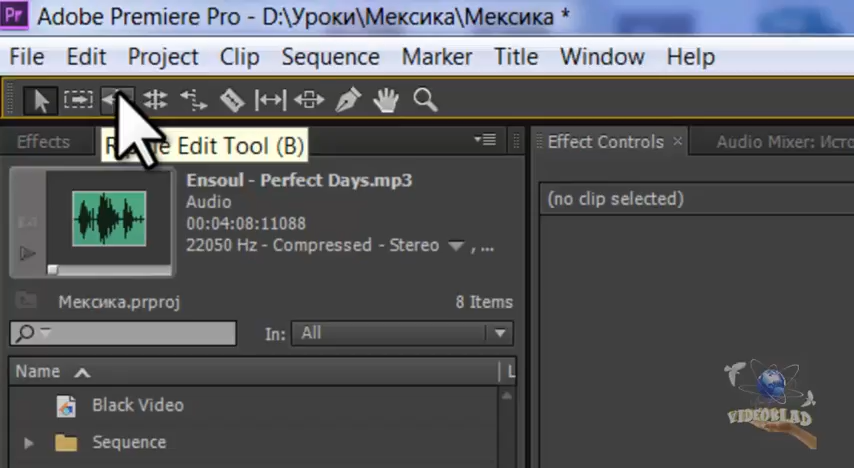 Adobe Premiere Pro - D:\Уроки\Мексика\Мексика *
File Edit Project Clip Sequence Marker Title Window Help
Edit Tool (B)
Effects
Effect Controls × Audio Mixer: Исто
Ensoul - Perfect Days.mp3
Audio
00:04:08:11088
22050 Hz - Compressed - Stereo , ...
(no clip selected)
Мексика.prproj 8 Items
In: All
Name L
Black Video
Sequence
VIDEOBLAD